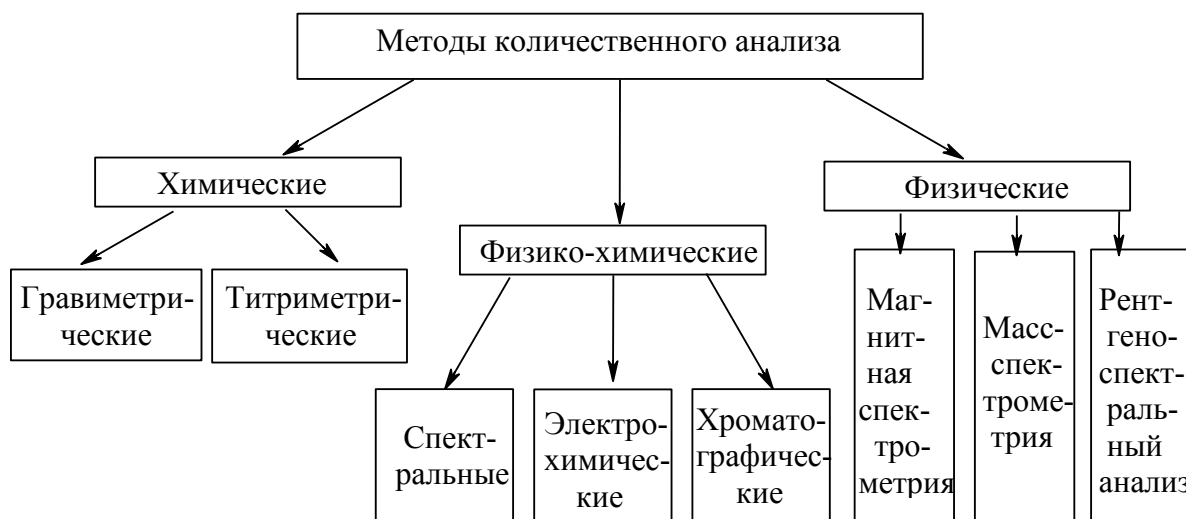 Методы количественного анализа
Химические
Физические
Физико-химические
Гравиметри-
ческие
Титриметри-
ческие
Спект-
ральные
Электро-
химичес-
кие
Хромато-
графичес-
кие
Маг-
нит-
ная
спек-
тро-
метрия
Масс-
спек-
троме-
трия
Рент-
гено-
спект-
раль-
ный
анализ